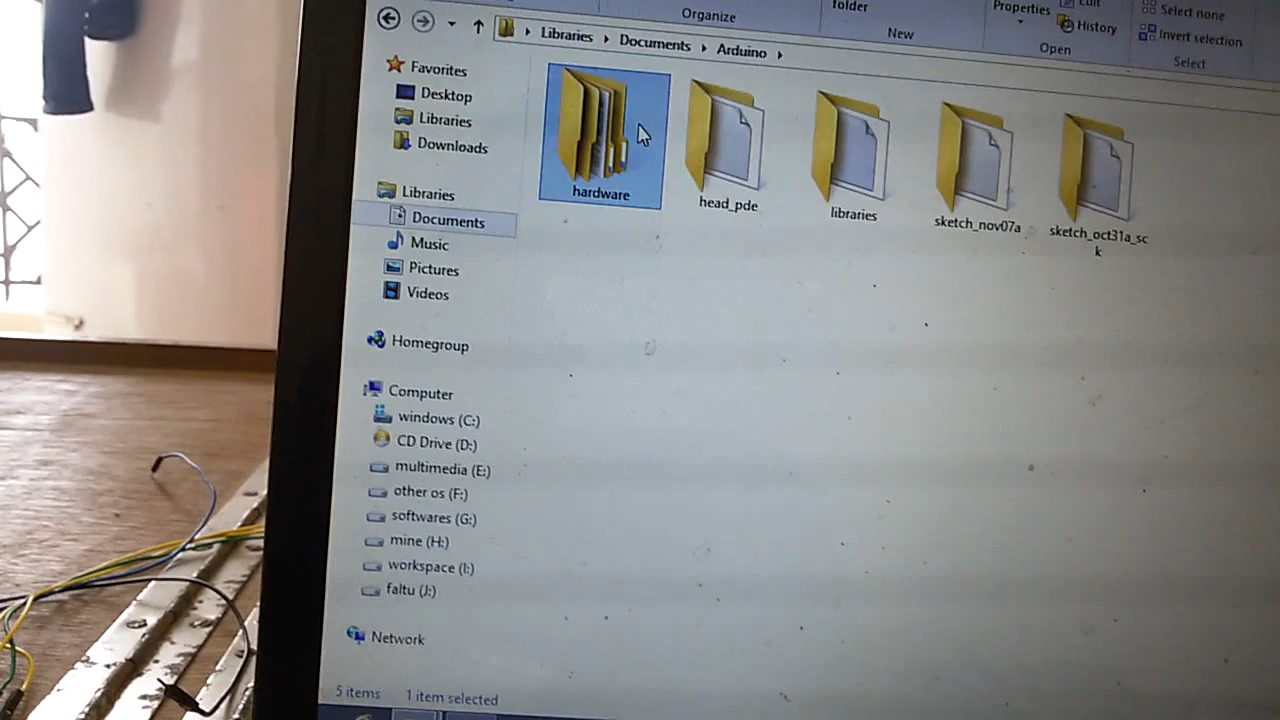 Organize
folder
New
Properties
Edit
History
Open
Select none
Invert selection
Select
Libraries
Documents
Arduino
Favorites
Desktop
Libraries
Downloads
Libraries
Documents
Music
Pictures
Videos
Homegroup
Computer
windows (C:)
CD Drive (D:)
multimedia (E:)
other os (F:)
softwares (G:)
mine (H:)
workspace (I:)
faltu (J:)
Network
hardware
head_pde
libraries
sketch_nov07a
sketch_oct31a_sc
k
5 items
1 item selected